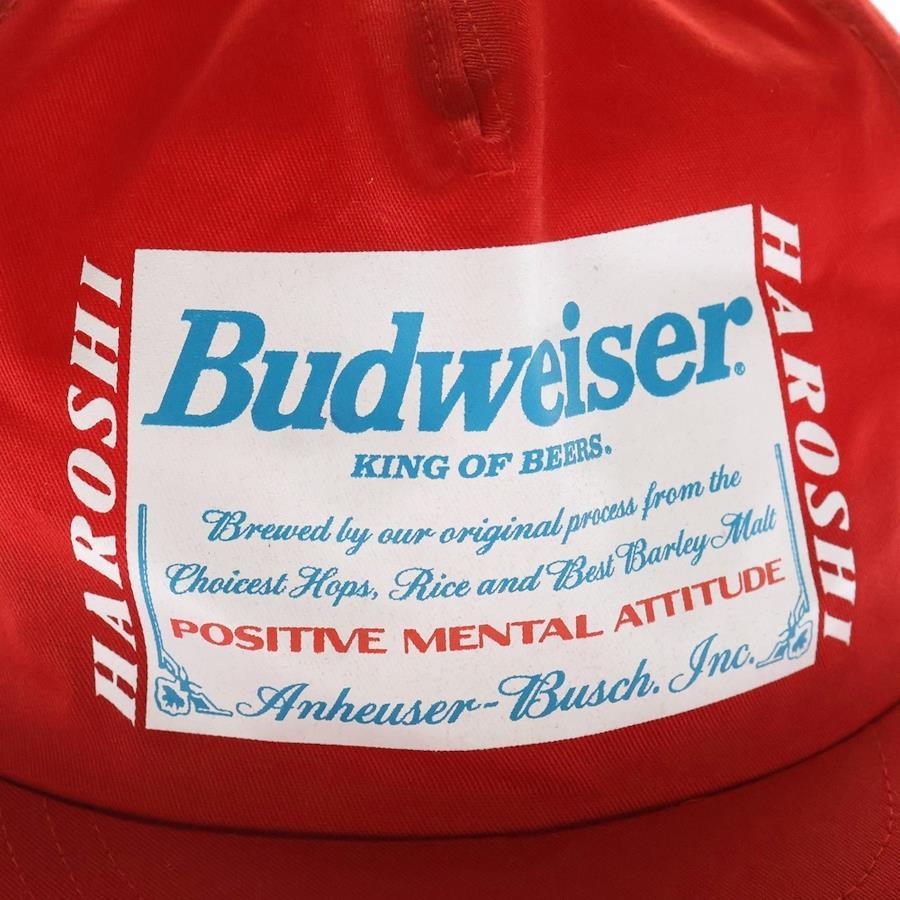 HAROSHI
Budweiser®
KING OF BEERS.
Brewed by our original process from the
Choicest Hops, Rice and Best Barley Malt
POSITIVE MENTAL ATTITUDE
Anheuser-Busch. Inc.
HAROSHI